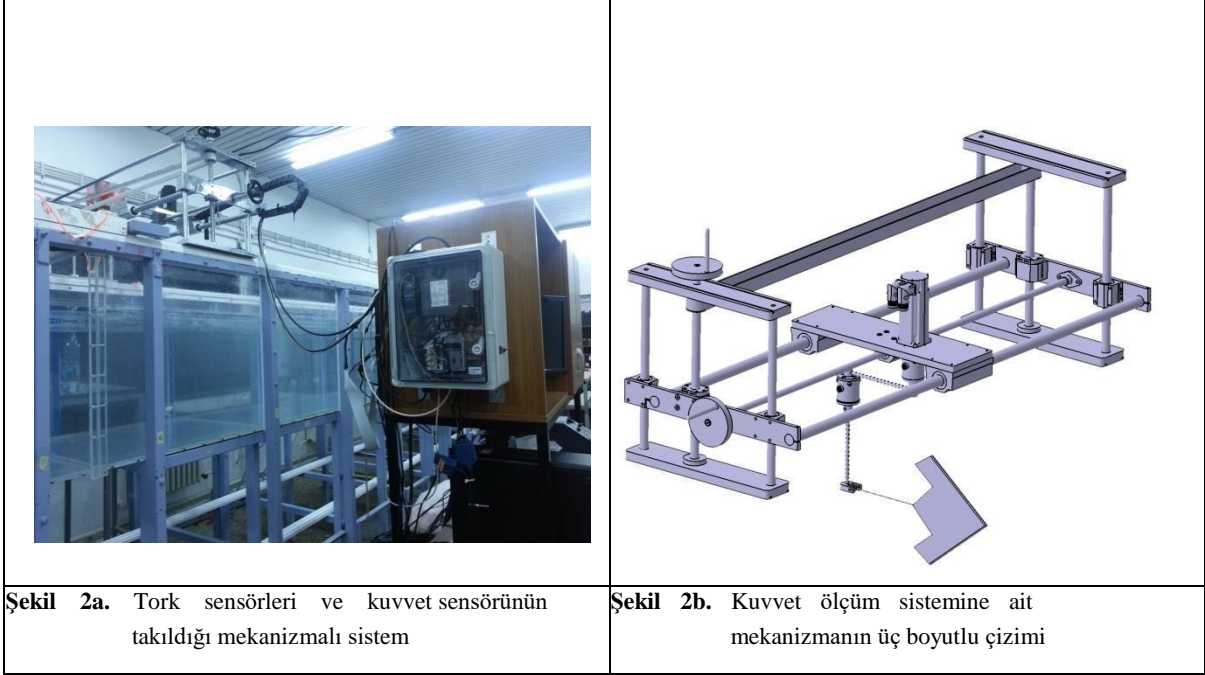 Şekil 2a. Tork sensörleri ve kuvvet sensörünün
takıldığı mekanizmalı sistem
Şekil 2b. Kuvvet ölçüm sistemine ait
mekanizmanın üç boyutlu çizimi